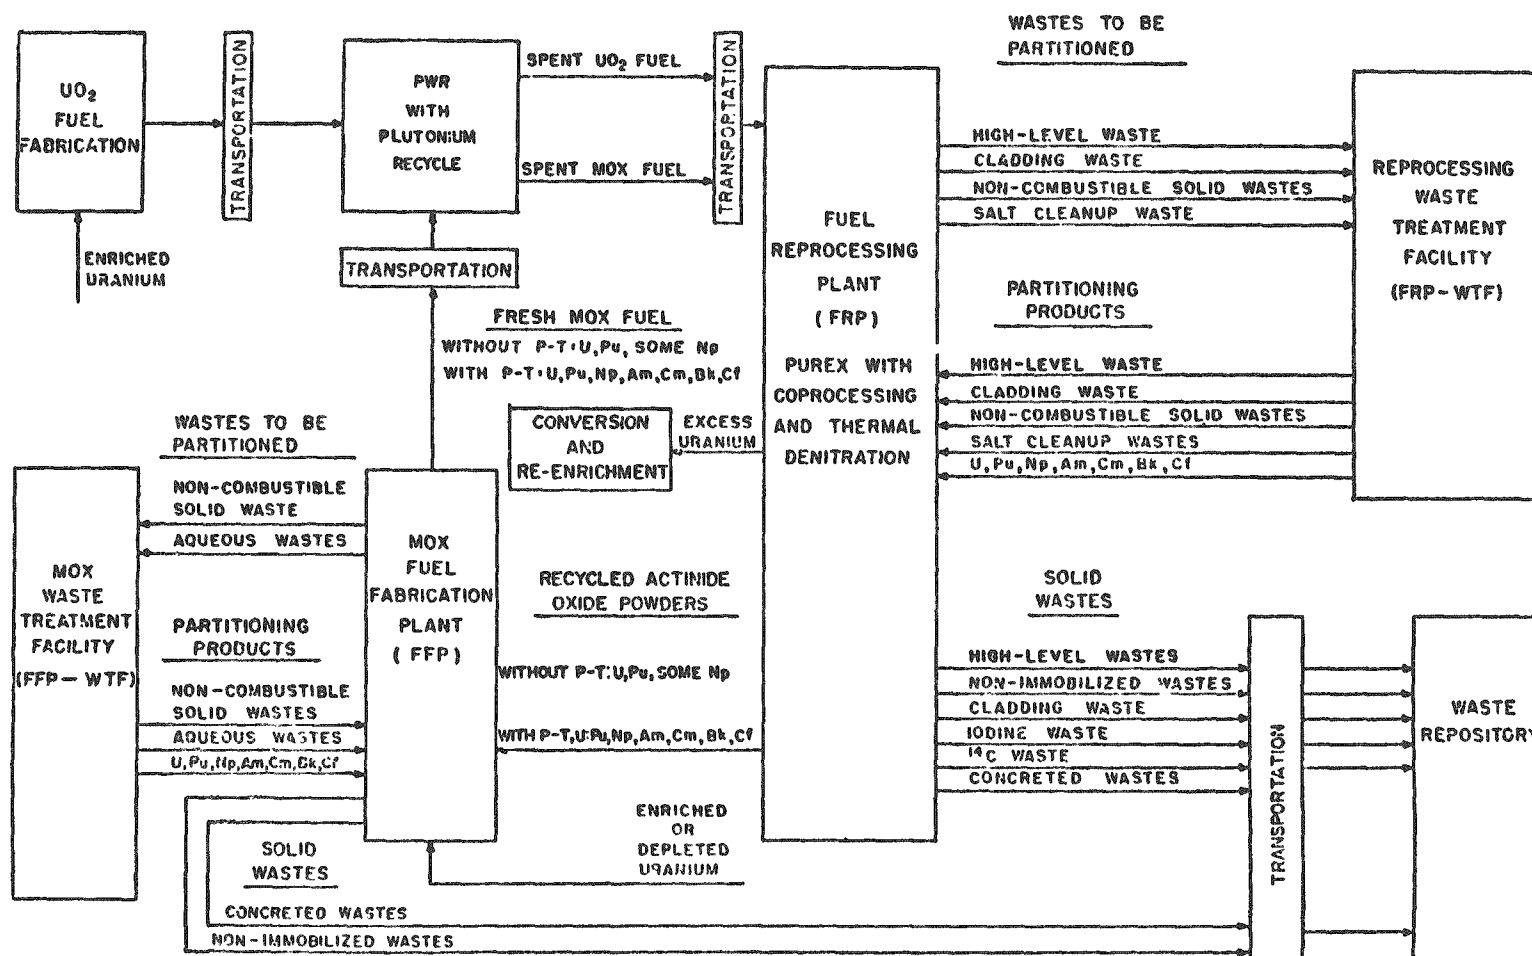 UO₂
FUEL
FABRICATION
ENRICHED
URANIUM
TRANSPORTATION
PWR
WITH
PLUTONIUM
RECYCLE
TRANSPORTATION
SPENT UO₂ FUEL
SPENT MOX FUEL
TRANSPORTATION
FUEL
REPROCESSING
PLANT
(FRP)
PUREX WITH
COPROCESSING
AND THERMAL
DENITRATION
WASTES TO BE
PARTITIONED
HIGH-LEVEL WASTE
CLADDING WASTE
NON-COMBUSTIBLE SOLID WASTES
SALT CLEANUP WASTE
PARTITIONING
PRODUCTS
HIGH-LEVEL WASTE
CLADDING WASTE
NON-COMBUSTIBLE SOLID WASTES
SALT CLEANUP WASTES
U, Pu, Np, Am, Cm, Bk, Cf
REPROCESSING
WASTE
TREATMENT
FACILITY
(FRP-WTF)
FRESH MOX FUEL
WITHOUT P-T: U, Pu, SOME Np
WITH P-T: U, Pu, Np, Am, Cm, Bk, Cf
CONVERSION
AND
RE-ENRICHMENT
EXCESS
URANIUM
WASTES TO BE
PARTITIONED
NON-COMBUSTIBLE
SOLID WASTE
AQUEOUS WASTES
MOX
WASTE
TREATMENT
FACILITY
(FFP-WTF)
PARTITIONING
PRODUCTS
NON-COMBUSTIBLE
SOLID WASTES
AQUEOUS WASTES
U, Pu, Np, Am, Cm, Bk, Cf
MOX
FUEL
FABRICATION
PLANT
(FFP)
RECYCLED ACTINIDE
OXIDE POWDERS
WITHOUT P-T: U, Pu, SOME Np
WITH P-T, U: Pu, Np, Am, Cm, Bk, Cf
ENRICHED
OR
DEPLETED
URANIUM
SOLID
WASTES
CONCRETED WASTES
NON-IMMOBILIZED WASTES
SOLID
WASTES
HIGH-LEVEL WASTES
NON-IMMOBILIZED WASTES
CLADDING WASTE
IODINE WASTE
¹⁴C WASTE
CONCRETED WASTES
TRANSPORTATION
WASTE
REPOSITORY